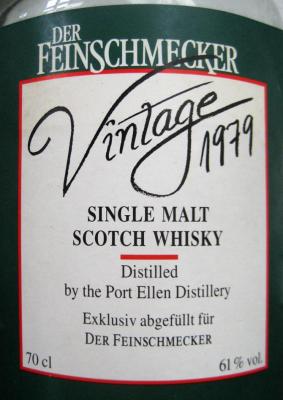 DER
FEINSCHMECKER
Vintage
1979
SINGLE MALT
SCOTCH WHISKY
Distilled
by the Port Ellen Distillery
Exklusiv abgefüllt für
DER FEINSCHMECKER
70 cl 61 % vol.